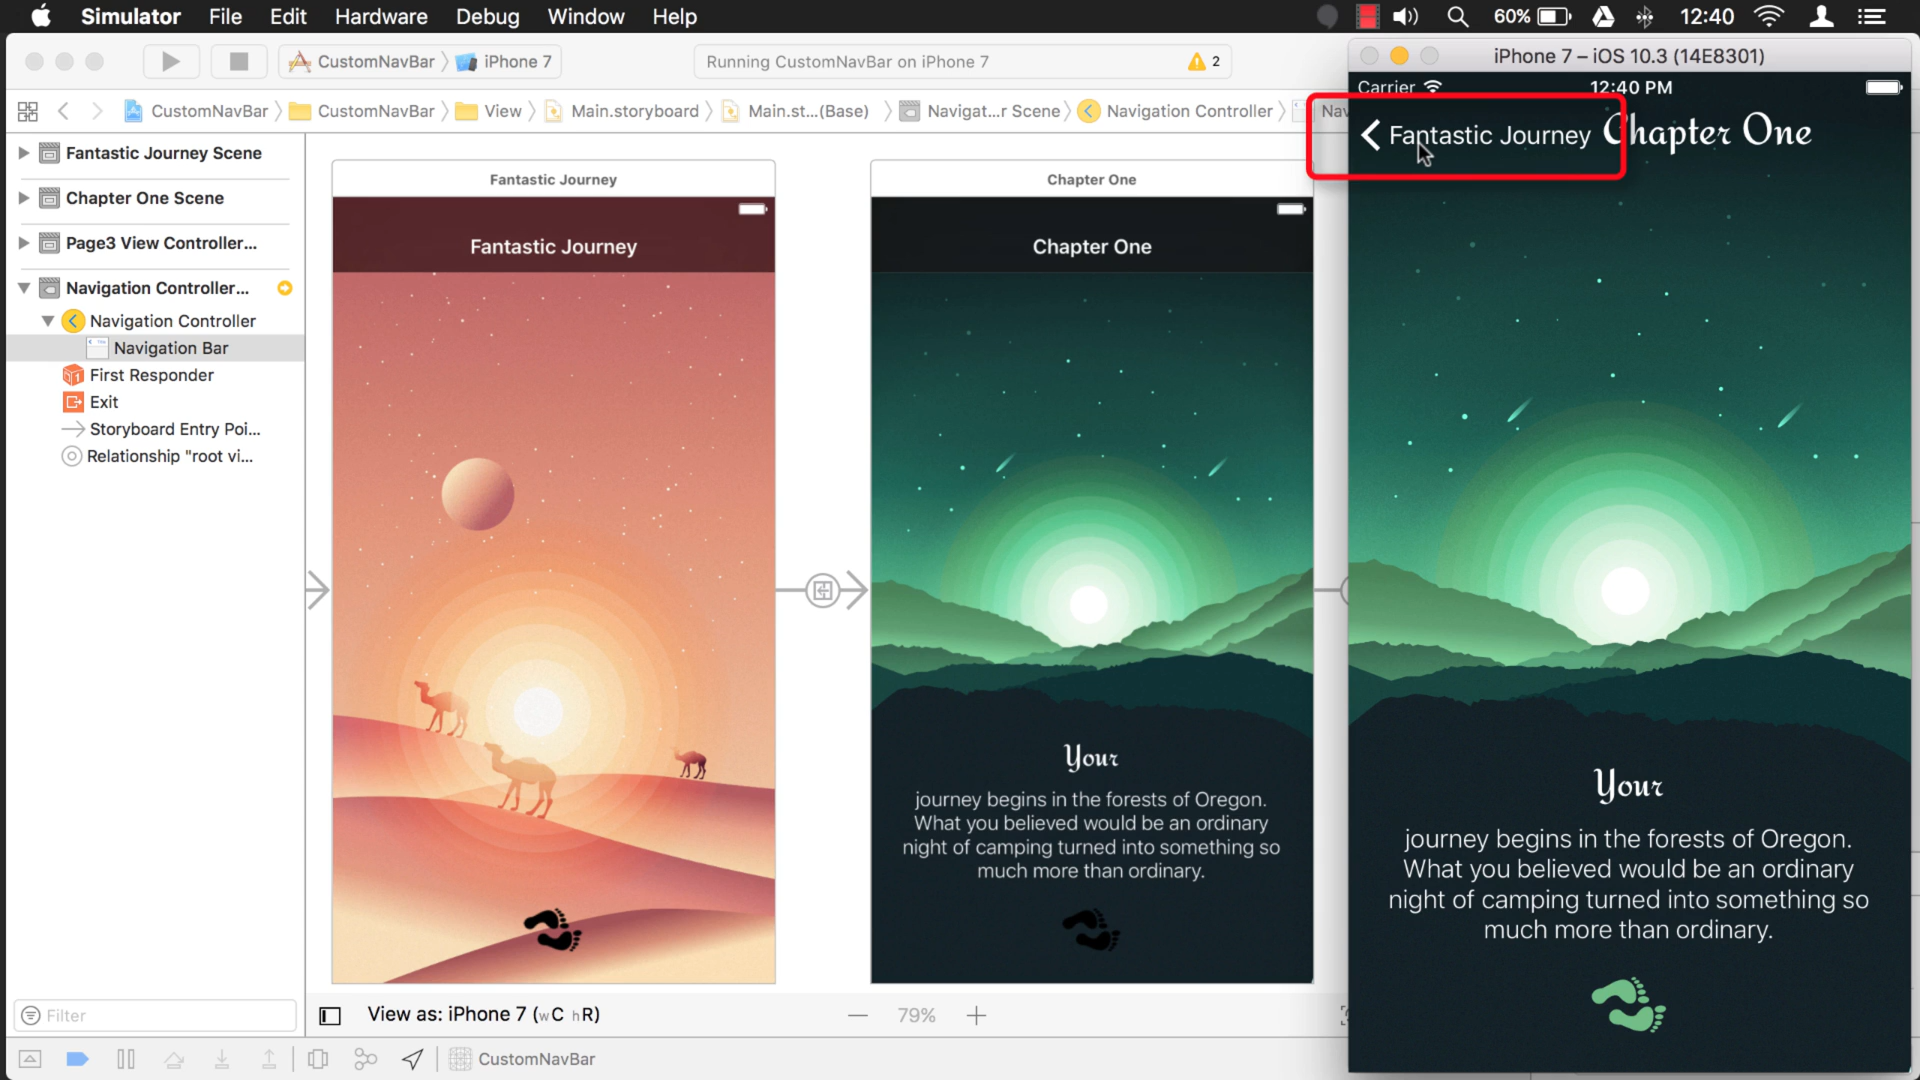 Simulator File Edit Hardware Debug Window Help 60% 12:40
CustomNavBar iPhone 7 Running CustomNavBar on iPhone 7 2
iPhone 7 – iOS 10.3 (14E8301)
CustomNavBar CustomNavBar View Main.storyboard Main.st...(Base) Navigat...r Scene Navigation Controller Nav
Fantastic Journey Scene
Chapter One Scene
Page3 View Controller...
Navigation Controller...
Navigation Controller
Navigation Bar
First Responder
Exit
Storyboard Entry Poi...
Relationship "root vi...
Filter
Fantastic Journey
Fantastic Journey
Chapter One
Chapter One
Your
journey begins in the forests of Oregon.
What you believed would be an ordinary
night of camping turned into something so
much more than ordinary.
Carrier 12:40 PM
Fantastic Journey Chapter One
Your
journey begins in the forests of Oregon.
What you believed would be an ordinary
night of camping turned into something so
much more than ordinary.
View as: iPhone 7 (wC hR) 79%
CustomNavBar